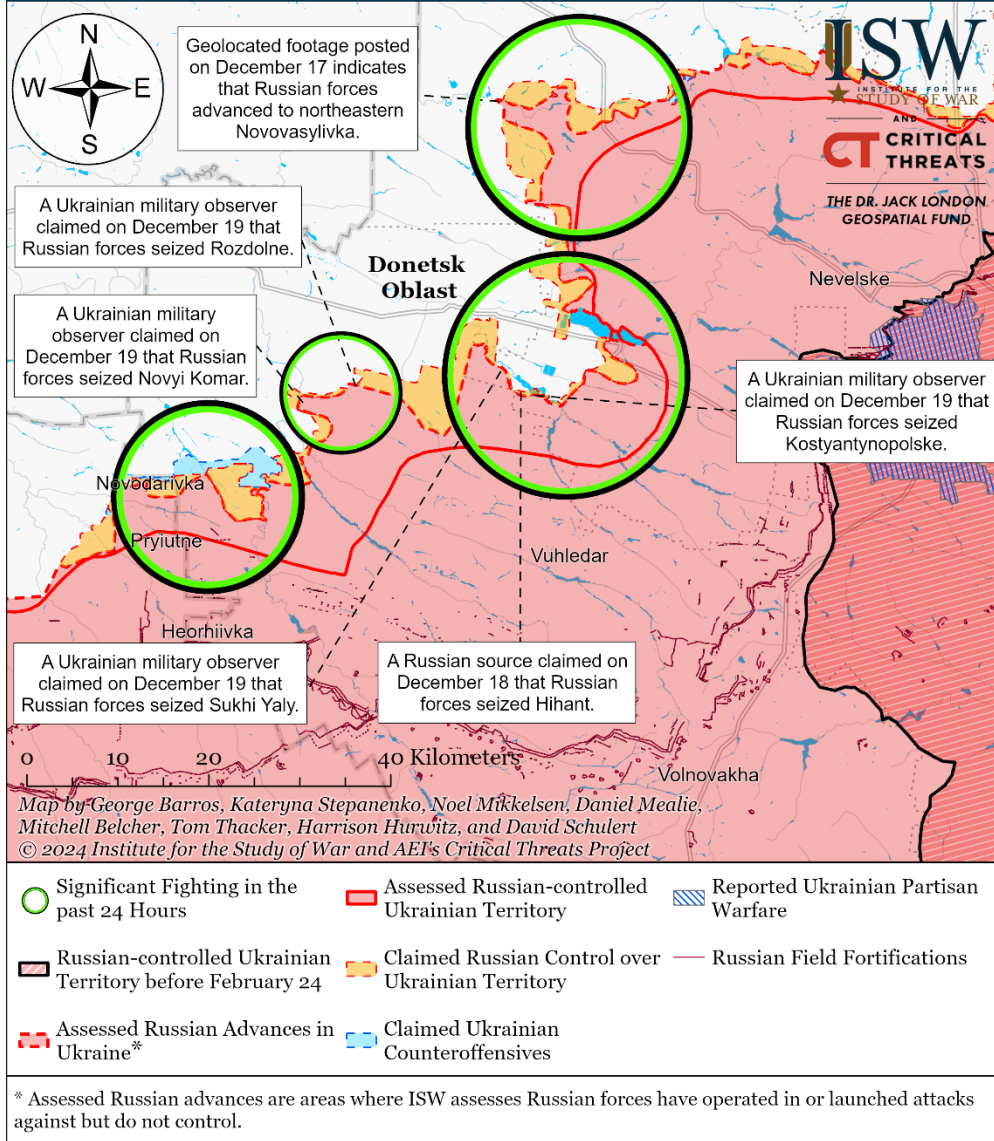 N
W
E
S
Geolocated footage posted
on December 17 indicates
that Russian forces
advanced to northeastern
Novovasylivka.
ISW
INSTITUTE FOR THE
STUDY OF WAR
AND
CT CRITICAL
THREATS
THE DR. JACK LONDON
GEOSPATIAL FUND
A Ukrainian military observer
claimed on December 19 that
Russian forces seized Rozdolne.
Donetsk
Oblast
Nevelske
A Ukrainian military
observer claimed on
December 19 that Russian
forces seized Novyi Komar.
A Ukrainian military observer
claimed on December 19 that
Russian forces seized
Kostyantynopolske.
Novodarivka
Pryiutne
Vuhledar
Heorhiivka
A Ukrainian military observer
claimed on December 19 that
Russian forces seized Sukhi Yaly.
A Russian source claimed on
December 18 that Russian
forces seized Hihant.
0 10 20 40 Kilometers
Volnovakha
Map by George Barros, Kateryna Stepanenko, Noel Mikkelsen, Daniel Mealie,
Mitchell Belcher, Tom Thacker, Harrison Hurwitz, and David Schulert
© 2024 Institute for the Study of War and AEI's Critical Threats Project
Significant Fighting in the
past 24 Hours
Assessed Russian-controlled
Ukrainian Territory
Reported Ukrainian Partisan
Warfare
Russian-controlled Ukrainian
Territory before February 24
Claimed Russian Control over
Ukrainian Territory
Russian Field Fortifications
Assessed Russian Advances in
Ukraine*
Claimed Ukrainian
Counteroffensives
* Assessed Russian advances are areas where ISW assesses Russian forces have operated in or launched attacks
against but do not control.